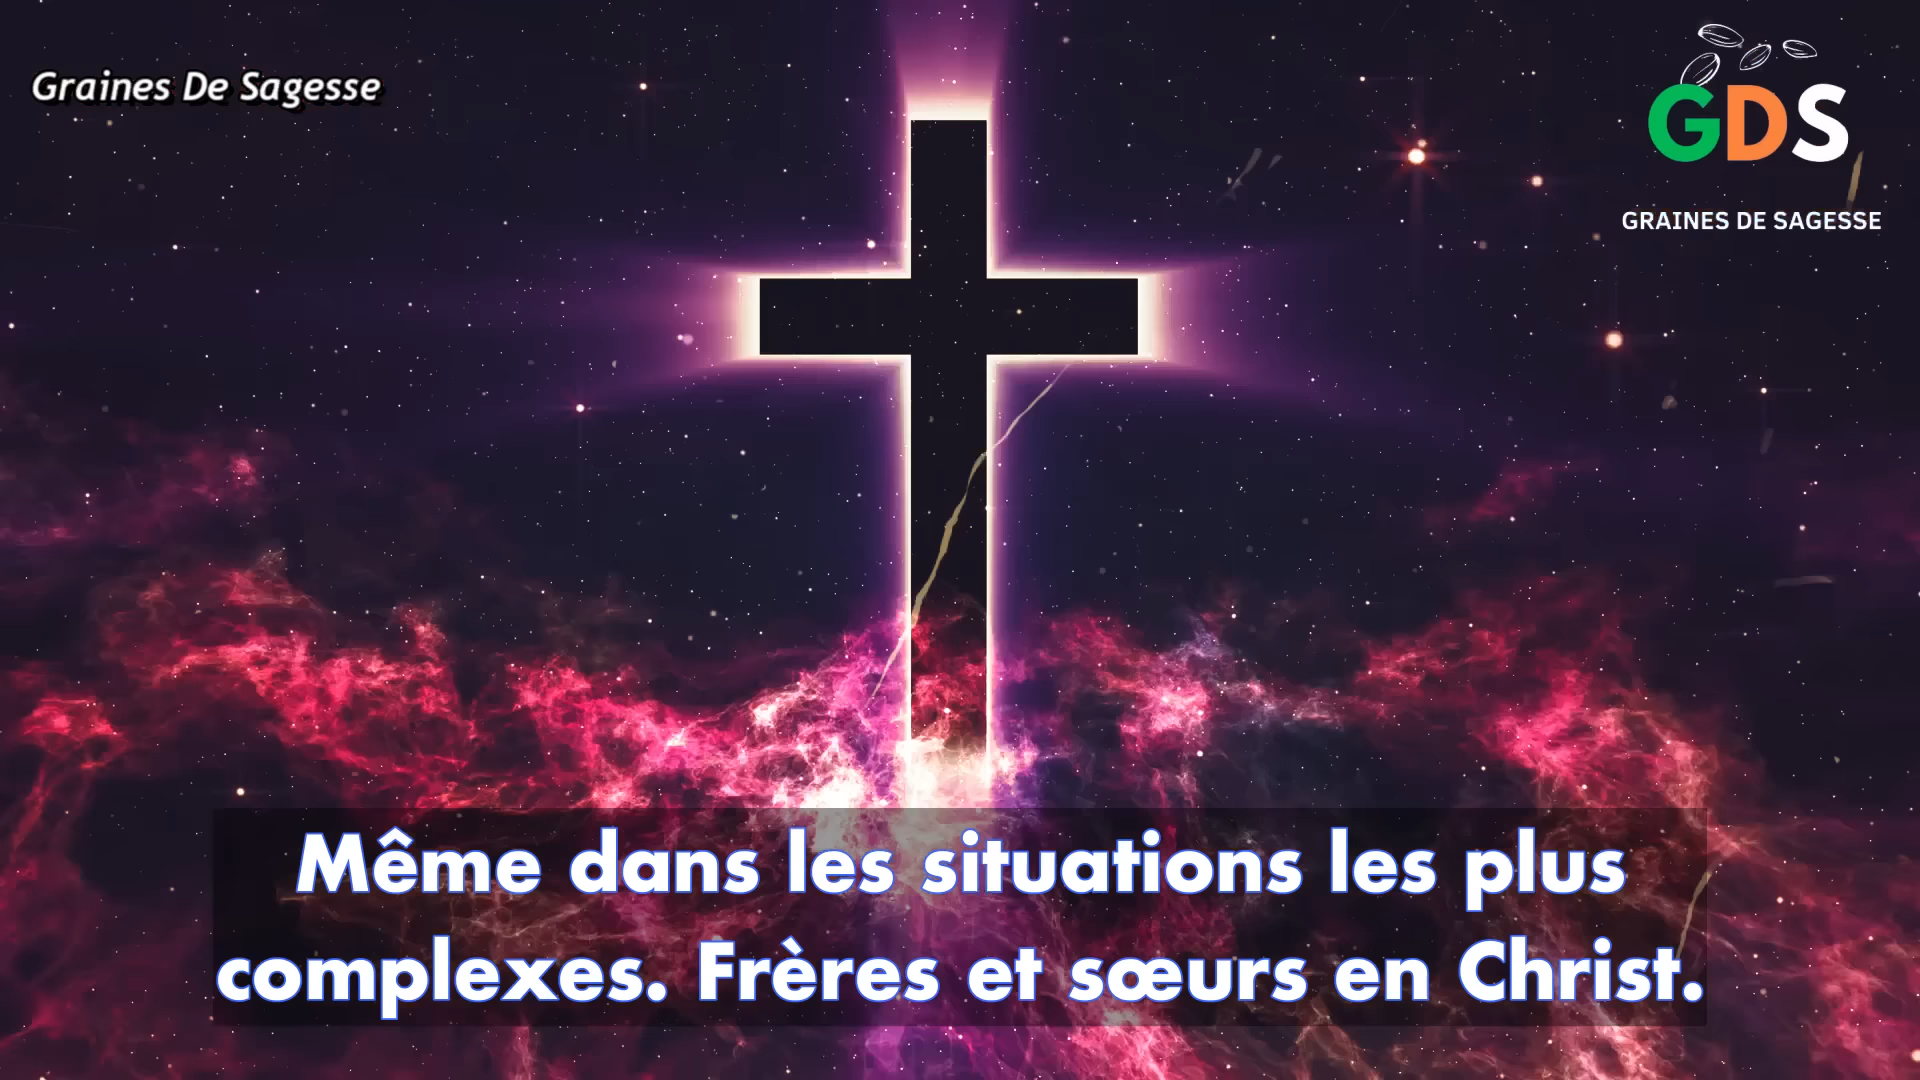 Graines De Sagesse
GDS
GRAINES DE SAGESSE
Même dans les situations les plus
complexes. Frères et sœurs en Christ.